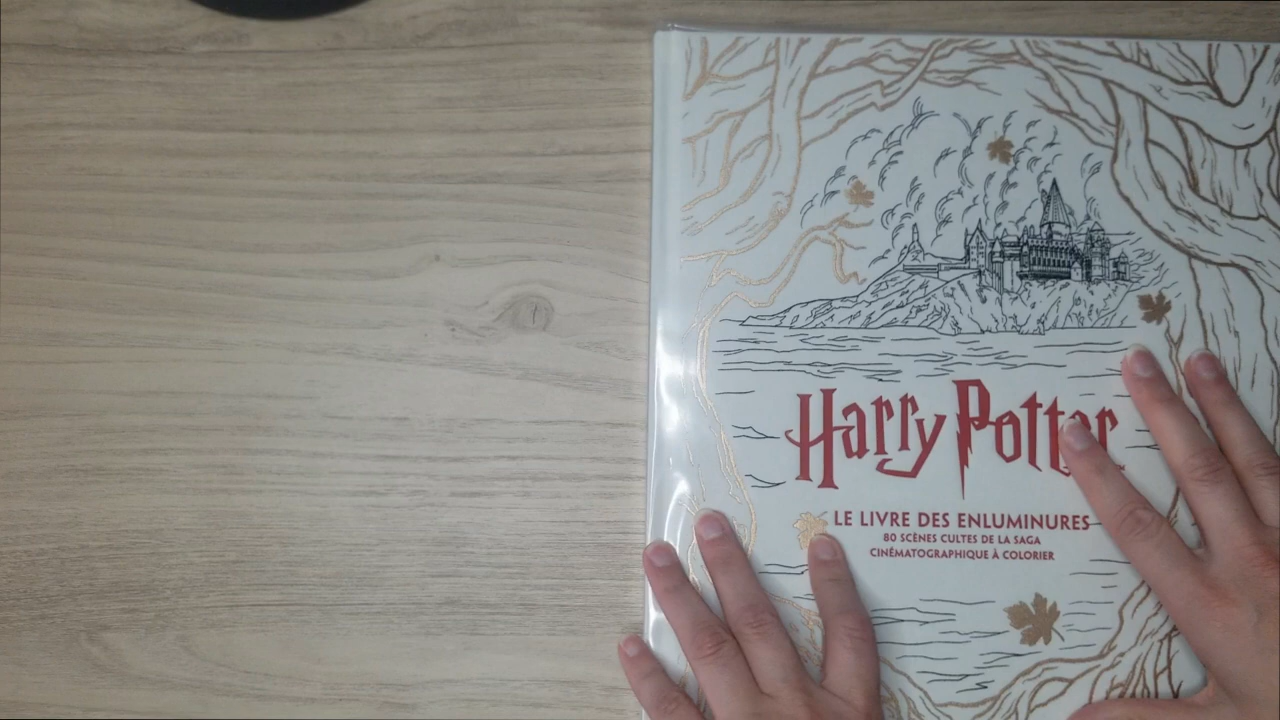 Harry Potter
LE LIVRE DES ENLUMINURES
80 SCÈNES CULTES DE LA SAGA
CINÉMATOGRAPHIQUE À COLORIER